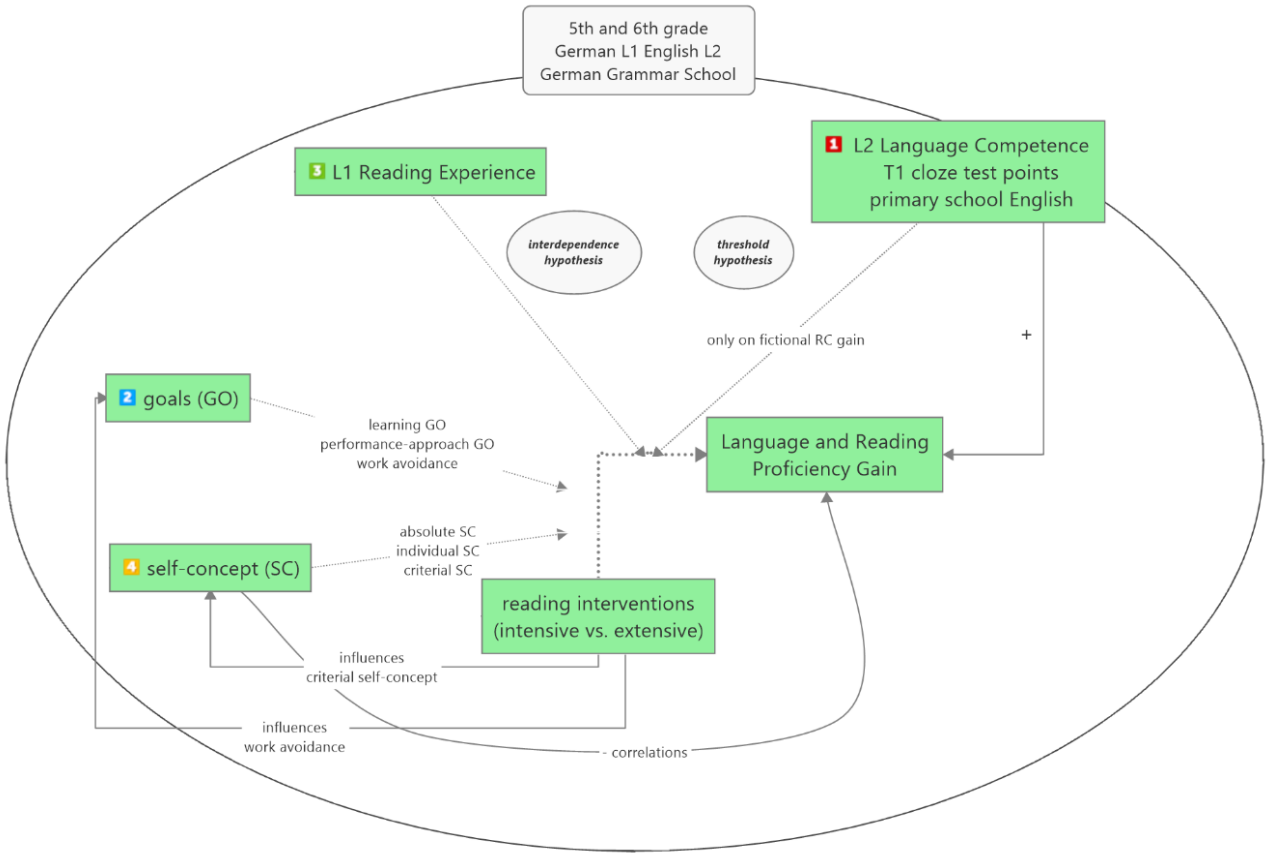 5th and 6th grade
German L1 English L2
German Grammar School
1 L2 Language Competence
T1 cloze test points
primary school English
3 L1 Reading Experience
interdependence
hypothesis
threshold
hypothesis
+
only on fictional RC gain
2 goals (GO)
learning GO
performance-approach GO
work avoidance
Language and Reading
Proficiency Gain
absolute SC
individual SC
criterial SC
4 self-concept (SC)
reading interventions
(intensive vs. extensive)
influences
criterial self-concept
influences
work avoidance
- correlations